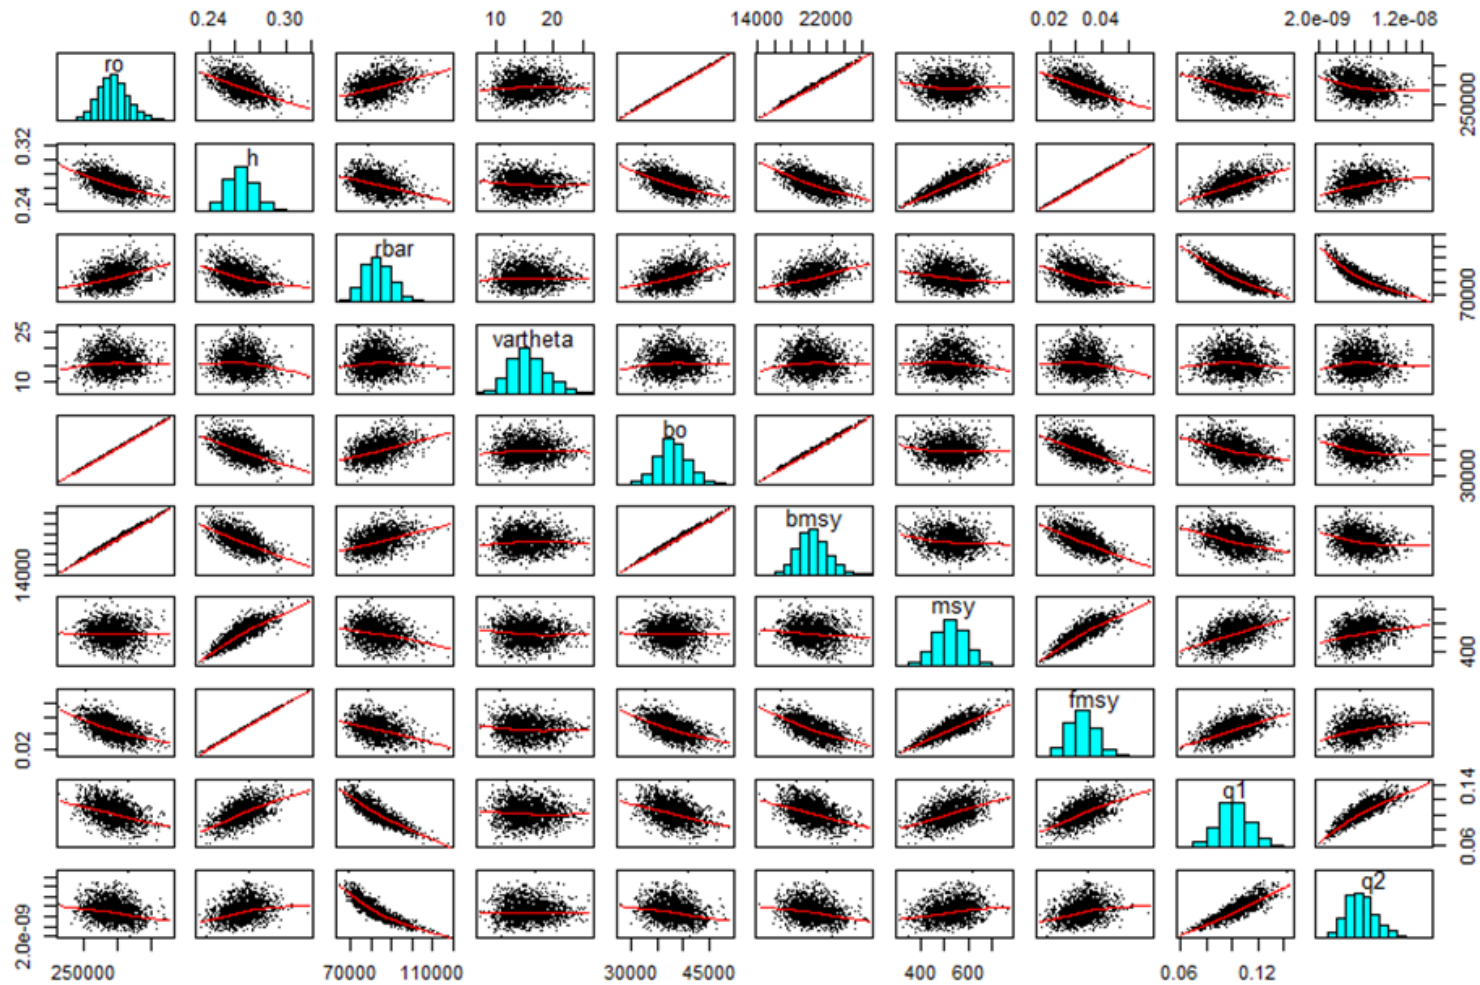 0.24 0.30 10 20 14000 22000 0.02 0.04 2.0e-09 1.2e-08
ro 250000
0.32 0.24 h
rbar 70000
25 10 vartheta
bo 30000
14000 bmsy
msy 400
0.02 fmsy
q1 0.14 0.06
2.0e-09 q2
250000 70000 110000 30000 45000 400 600 0.06 0.12